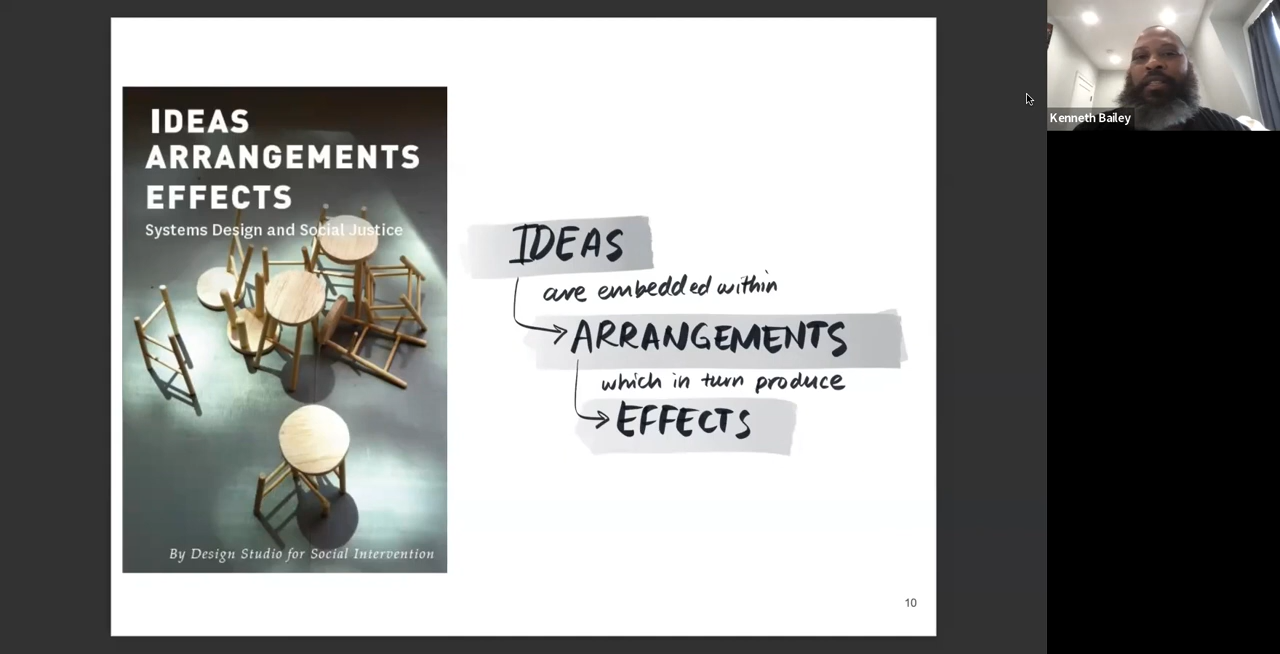 IDEAS
ARRANGEMENTS
EFFECTS
Systems Design and Social Justice
By Design Studio for Social Intervention
IDEAS
are embedded within
ARRANGEMENTS
which in turn produce
EFFECTS
10
Kenneth Bailey